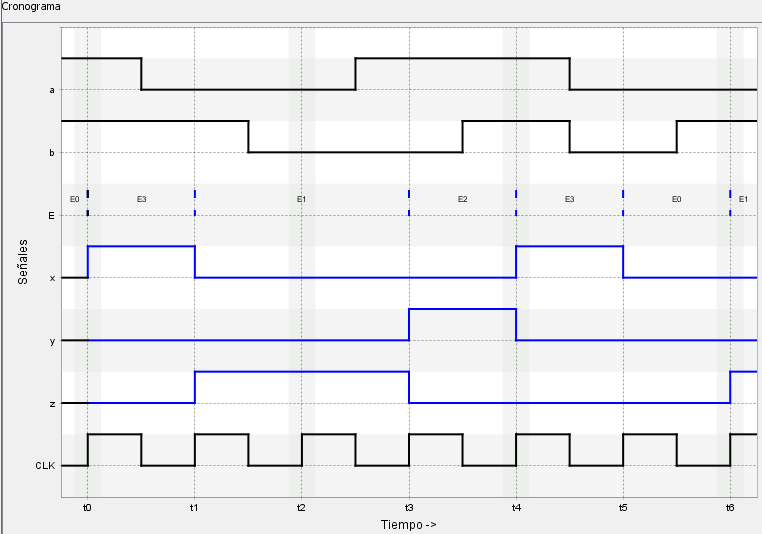 Cronograma
a
b
E0 E3 E1 E2 E3 E0 E1
E
Señales
x
y
z
CLK
t0 t1 t2 t3 t4 t5 t6
Tiempo ->